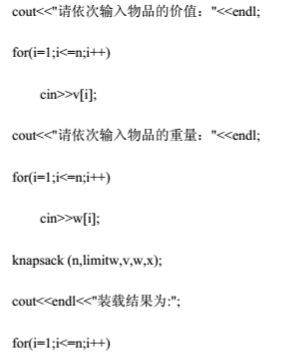 cout<<"请依次输入物品的价值："<<endl;
for(i=1;i<=n;i++)
cin>>v[i];
cout<<"请依次输入物品的重量："<<endl;
for(i=1;i<=n;i++)
cin>>w[i];
knapsack (n,limitw,v,w,x);
cout<<endl<<"装载结果为:";
for(i=1;i<=n;i++)